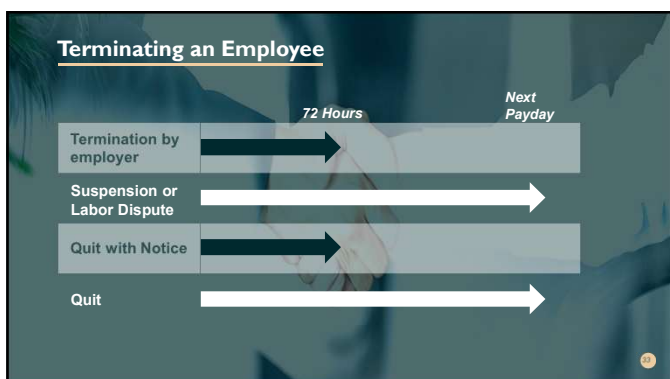 Terminating an Employee
72 Hours
Next
Payday
Termination by
employer
Suspension or
Labor Dispute
Quit with Notice
Quit
33